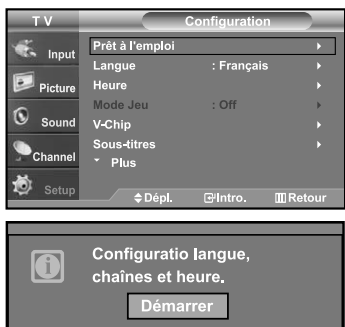 TV
Configuration
Input
Picture
Sound
Channel
Setup
Prêt à l'emploi
Langue : Français
Heure
Mode Jeu : Off
V-Chip
Sous-titres
Plus
Dépl. Intro. Retour
Configuratio langue,
chaînes et heure.
Démarrer